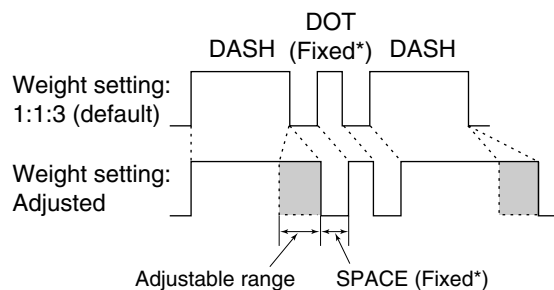 DOT
DASH (Fixed*) DASH
Weight setting:
1:1:3 (default)
Weight setting:
Adjusted
Adjustable range SPACE (Fixed*)